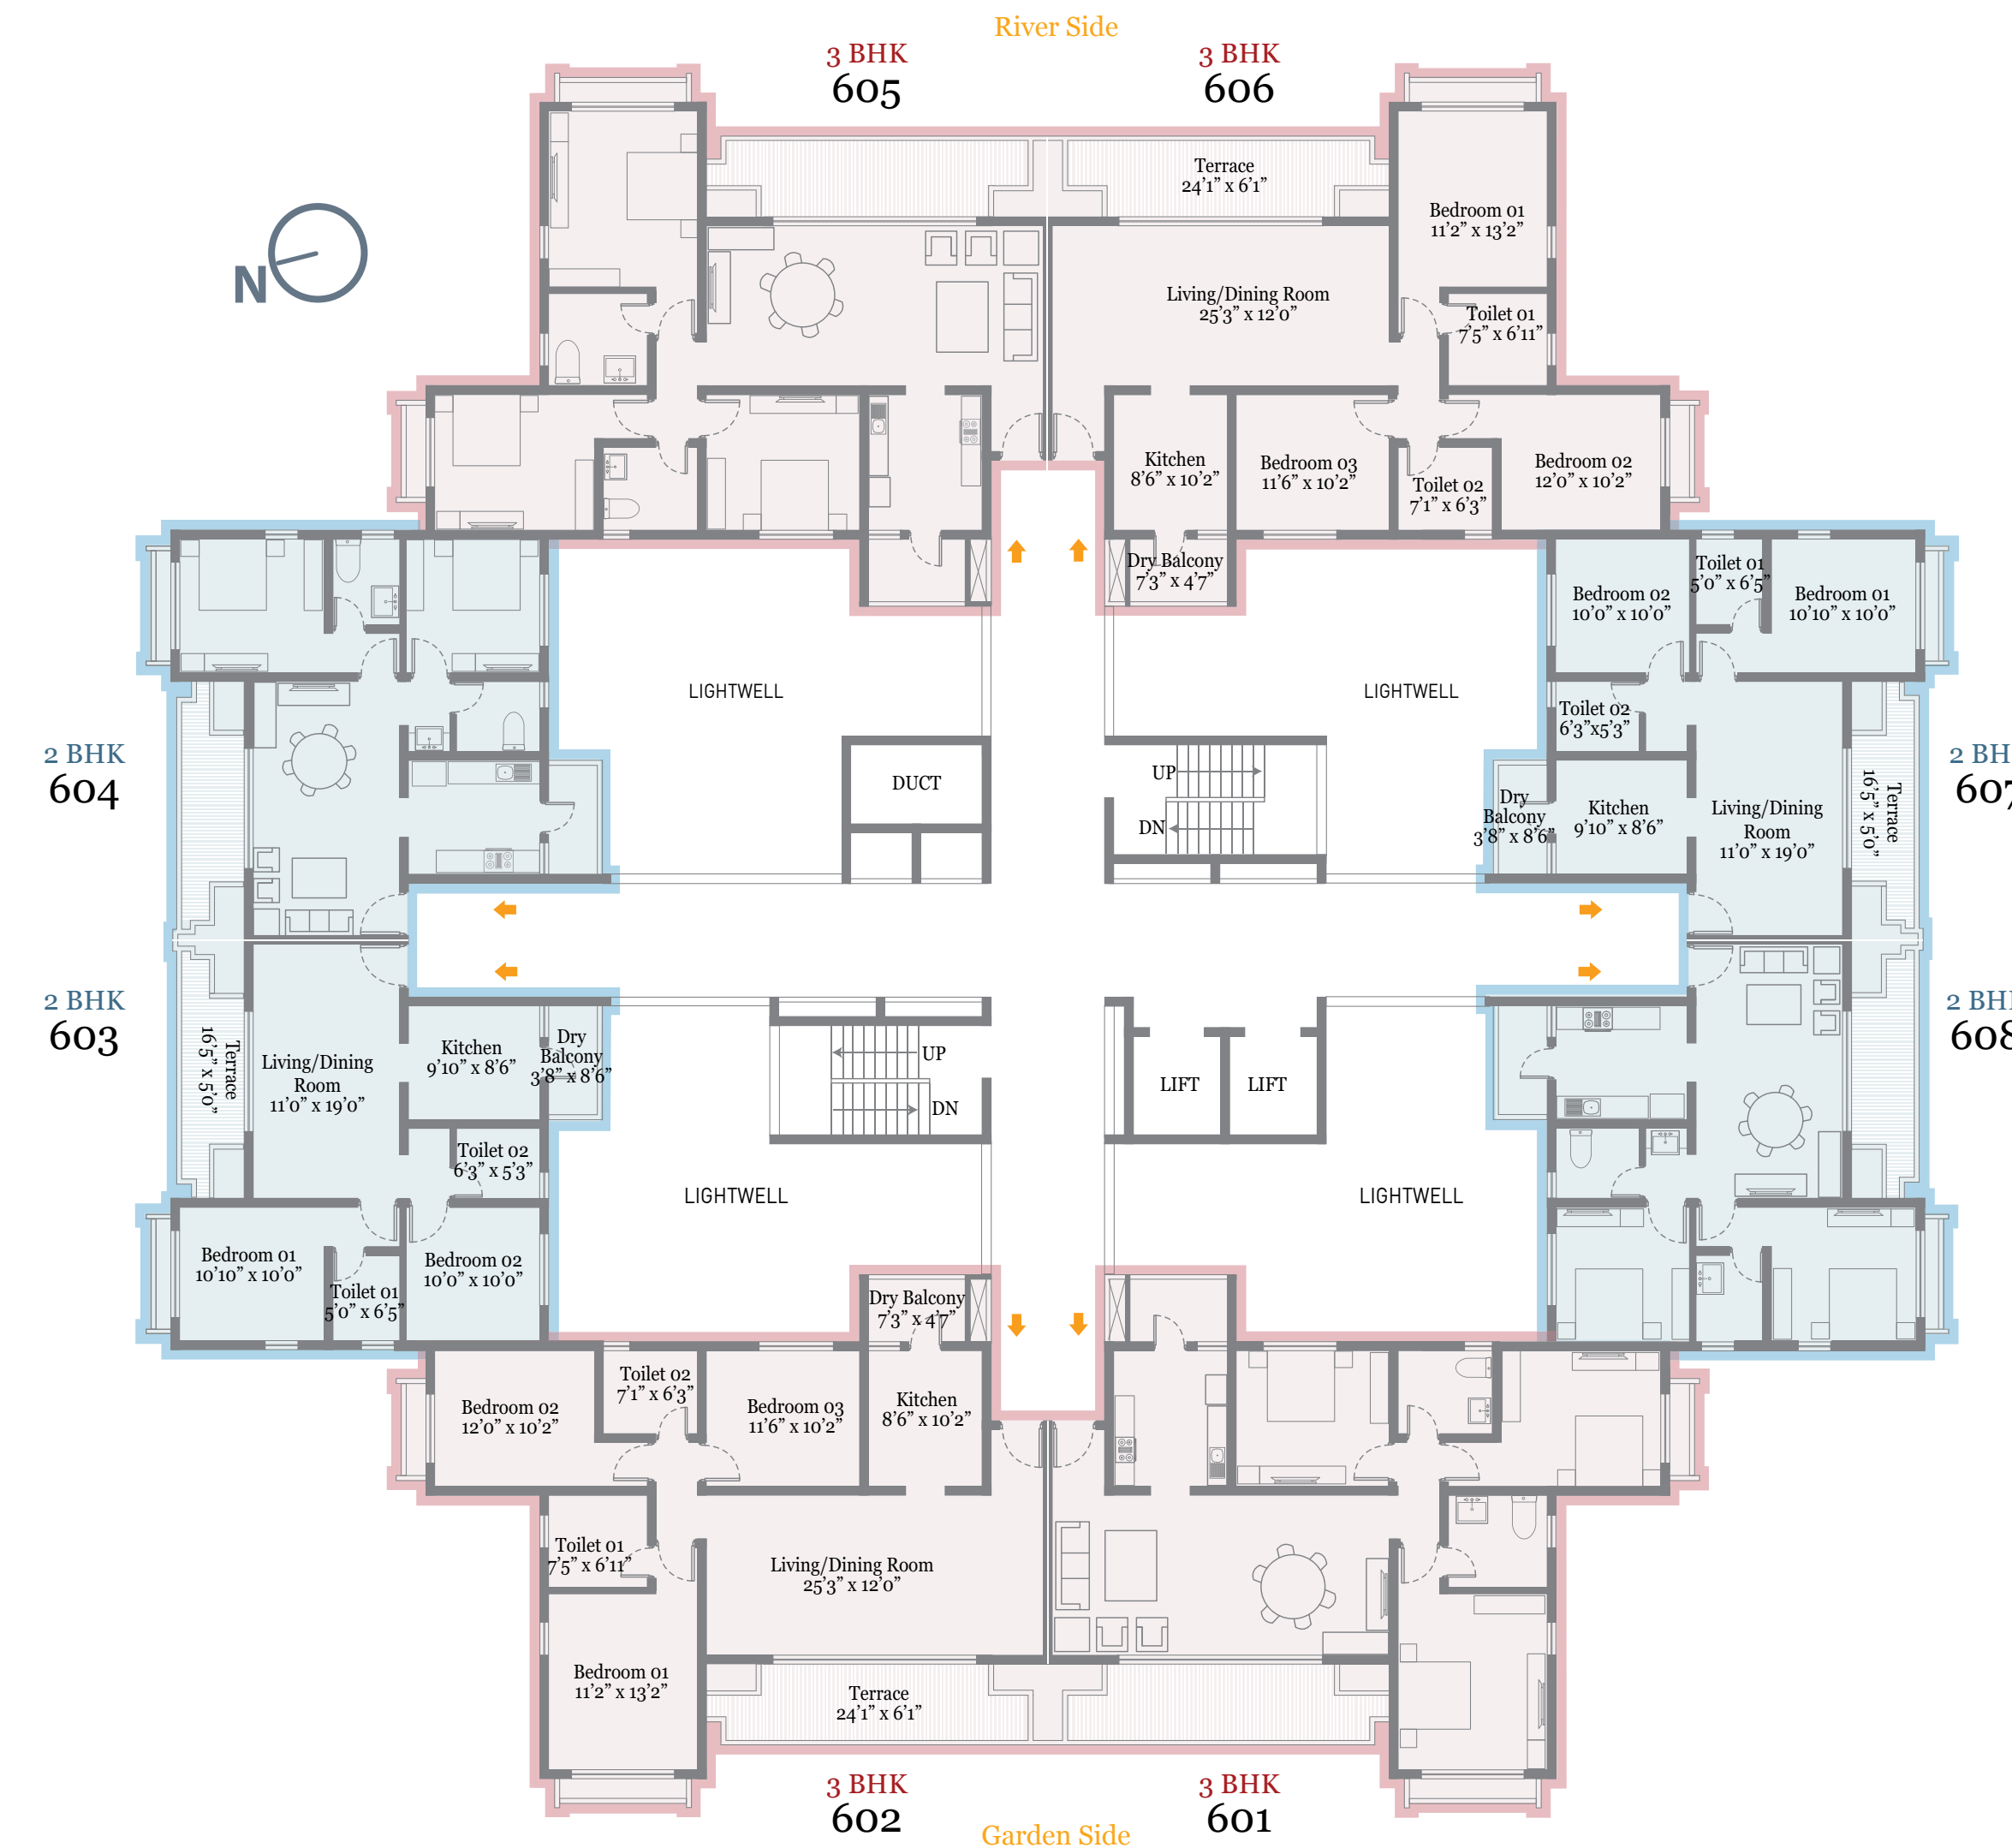 River Side
3 BHK
605
3 BHK
606
Terrace
24'1" x 6'1"
Bedroom 01
11'2" x 13'2"
N
Living/Dining Room
25'3" x 12'0"
Toilet 01
7'5" x 6'11"
Kitchen
8'6" x 10'2"
Bedroom 03
11'6" x 10'2"
Toilet 02
7'1" x 6'3"
Bedroom 02
12'0" x 10'2"
Dry Balcony
7'3" x 4'7"
Bedroom 02
10'0" x 10'0"
Toilet 01
5'0" x 6'5"
Bedroom 01
10'10" x 10'0"
LIGHTWELL
LIGHTWELL
Toilet 02
6'3"x5'3"
2 BHK
604
DUCT
UP
DN
Dry
Balcony
3'8" x 8'6"
Kitchen
9'10" x 8'6"
Living/Dining
Room
11'0" x 19'0"
Terrace
16'5" x 5'0"
2 BH
607
2 BHK
603
Terrace
16'5" x 5'0"
Living/Dining
Room
11'0" x 19'0"
Kitchen
9'10" x 8'6"
Dry
Balcony
3'8" x 8'6"
UP
DN
LIFT
LIFT
2 BHK
608
Toilet 02
6'3" x 5'3"
LIGHTWELL
LIGHTWELL
Bedroom 01
10'10" x 10'0"
Toilet 01
5'0" x 6'5"
Bedroom 02
10'0" x 10'0"
Dry Balcony
7'3" x 4'7"
Bedroom 02
12'0" x 10'2"
Toilet 02
7'1" x 6'3"
Bedroom 03
11'6" x 10'2"
Kitchen
8'6" x 10'2"
Toilet 01
7'5" x 6'11"
Living/Dining Room
25'3" x 12'0"
Bedroom 01
11'2" x 13'2"
Terrace
24'1" x 6'1"
3 BHK
602
3 BHK
601
Garden Side